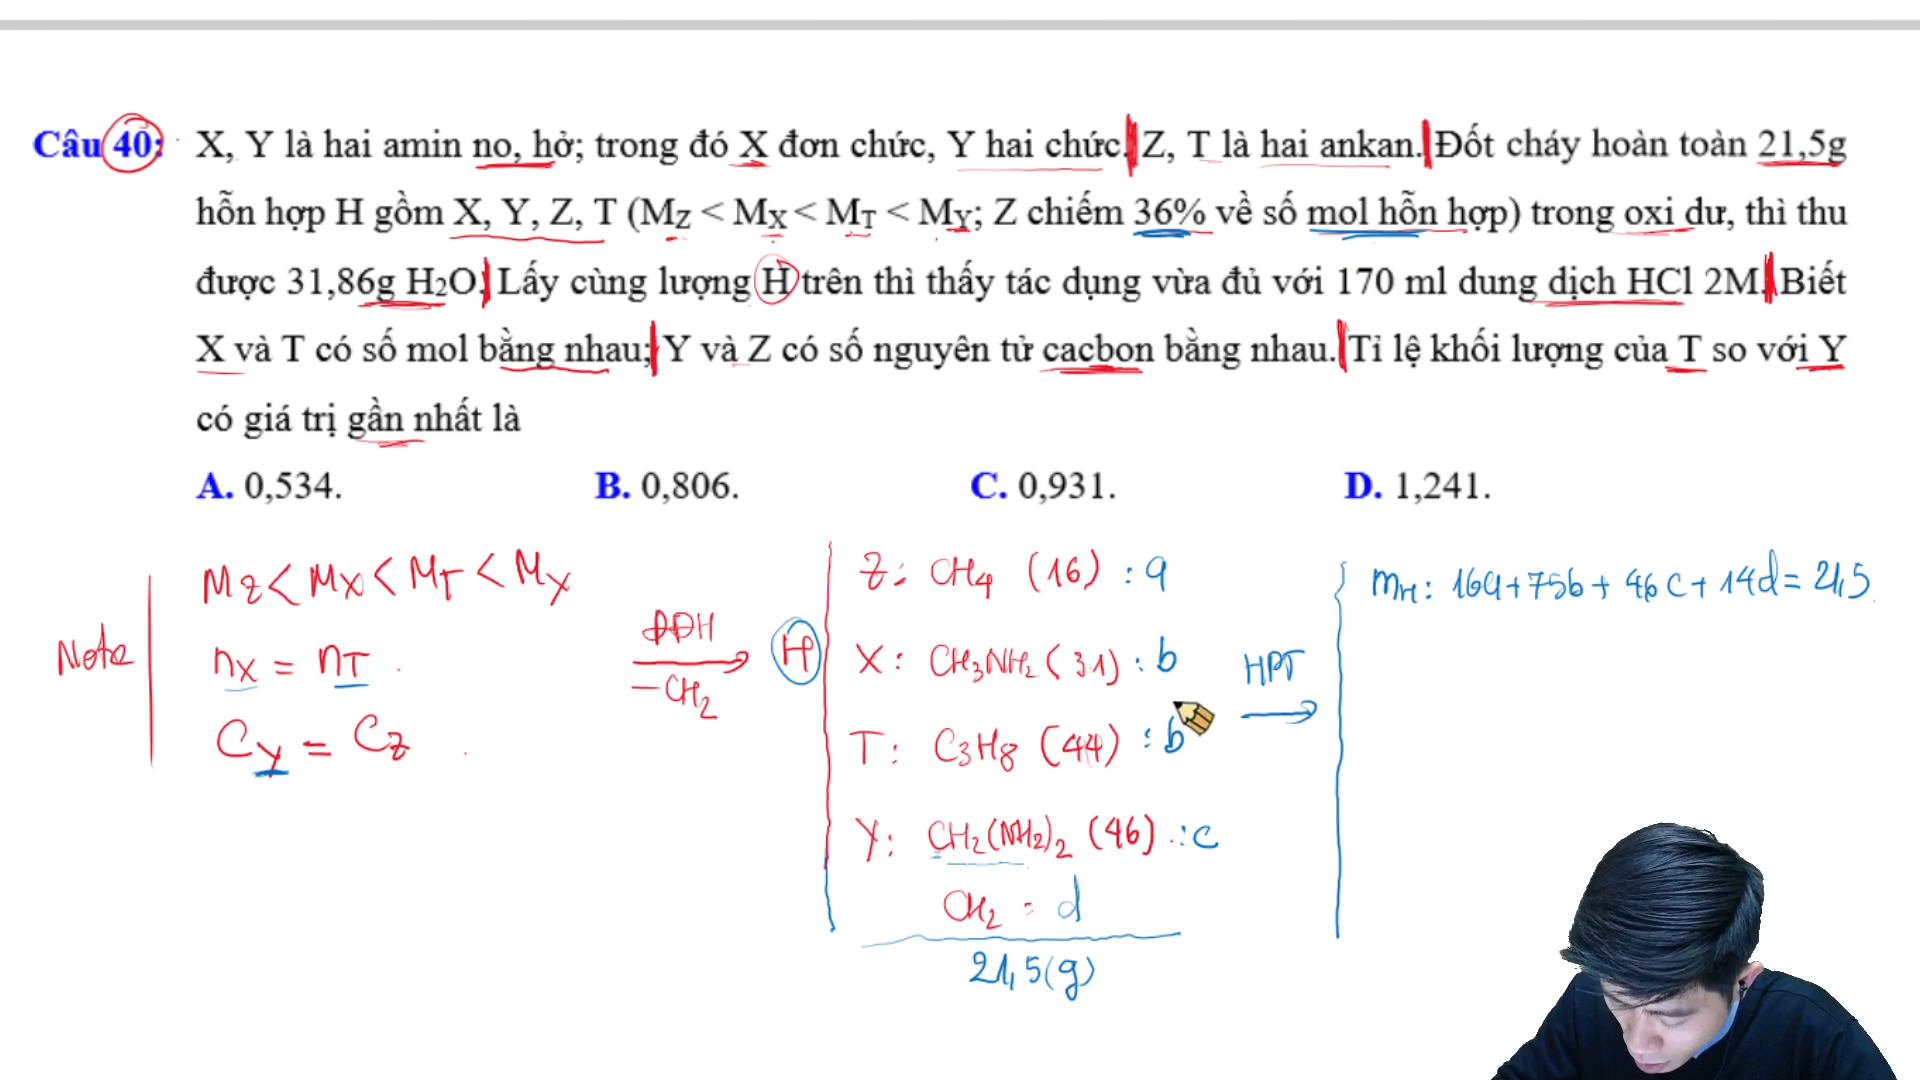 Câu 40: X, Y là hai amin no, hở; trong đó X đơn chức, Y hai chức. Z, T là hai ankan. Đốt cháy hoàn toàn 21,5g
hỗn hợp H gồm X, Y, Z, T (MZ < MX < MT < MY; Z chiếm 36% về số mol hỗn hợp) trong oxi dư, thì thu
được 31,86g H2O. Lấy cùng lượng H trên thì thấy tác dụng vừa đủ với 170 ml dung dịch HCl 2M. Biết
X và T có số mol bằng nhau; Y và Z có số nguyên tử cacbon bằng nhau. Tỉ lệ khối lượng của T so với Y
có giá trị gần nhất là
A. 0,534. B. 0,806. C. 0,931. D. 1,241.
Note
MZ < MX < MT < MY
nX = nT
CY = CZ
ĐĐH
-CH2
H
Z: CH4 (16) : a
X: CH3NH2 (31) : b
T: C3H8 (44) : b
Y: CH2(NH2)2 (46) : c
CH2 : d
21,5(g)
HPT
mH: 16a + 75b + 46c + 14d = 21,5